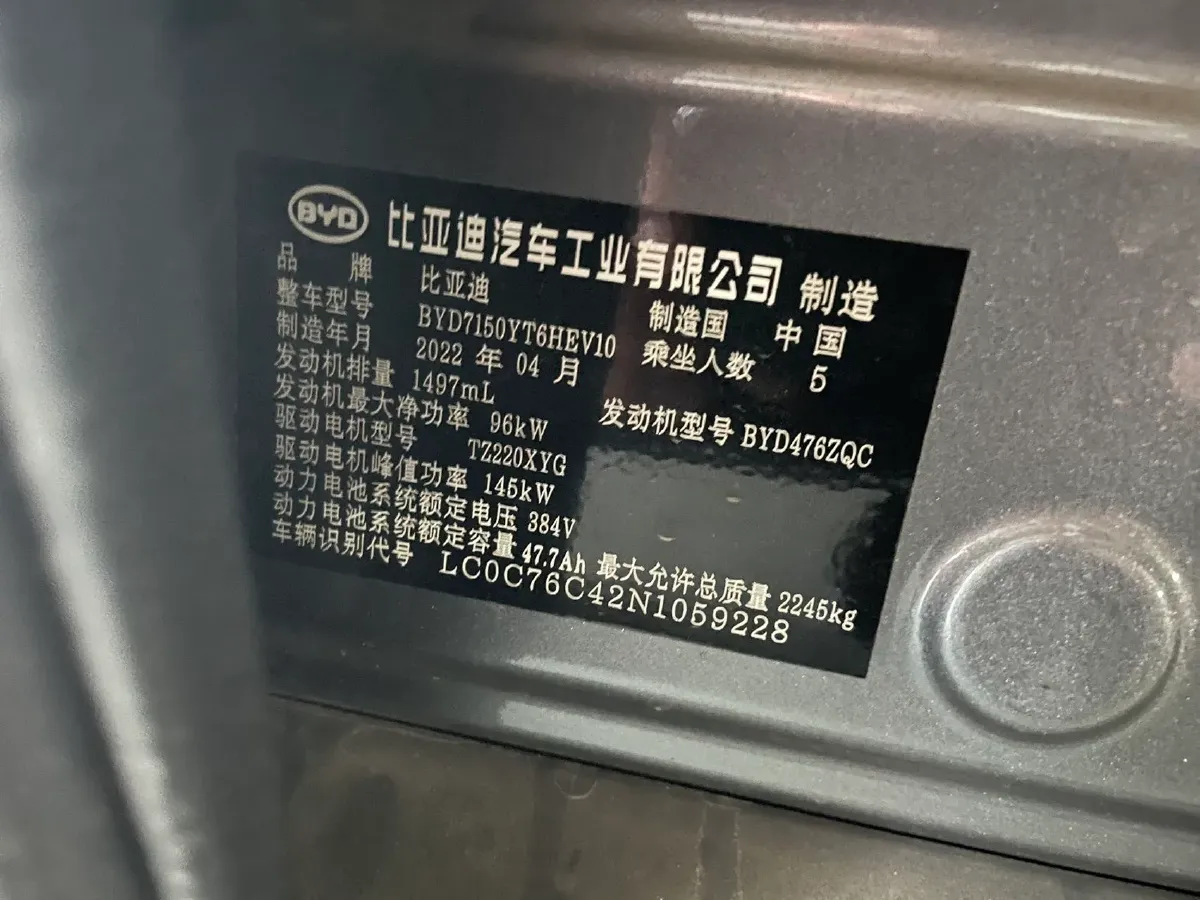 BYD 比亚迪汽车工业有限公司 制造
品牌 比亚迪 制造国 中国
整车型号 BYD7150YT6HEV10 乘坐人数 5
制造年月 2022 年 04 月
发动机排量 1497mL 发动机型号 BYD476ZQC
发动机最大净功率 96kW
驱动电机型号 TZ220XYG
驱动电机峰值功率 145kW
动力电池系统额定电压 384V
动力电池系统额定容量 47.7Ah 最大允许总质量 2245kg
车辆识别代号 LC0C76C42N1059228